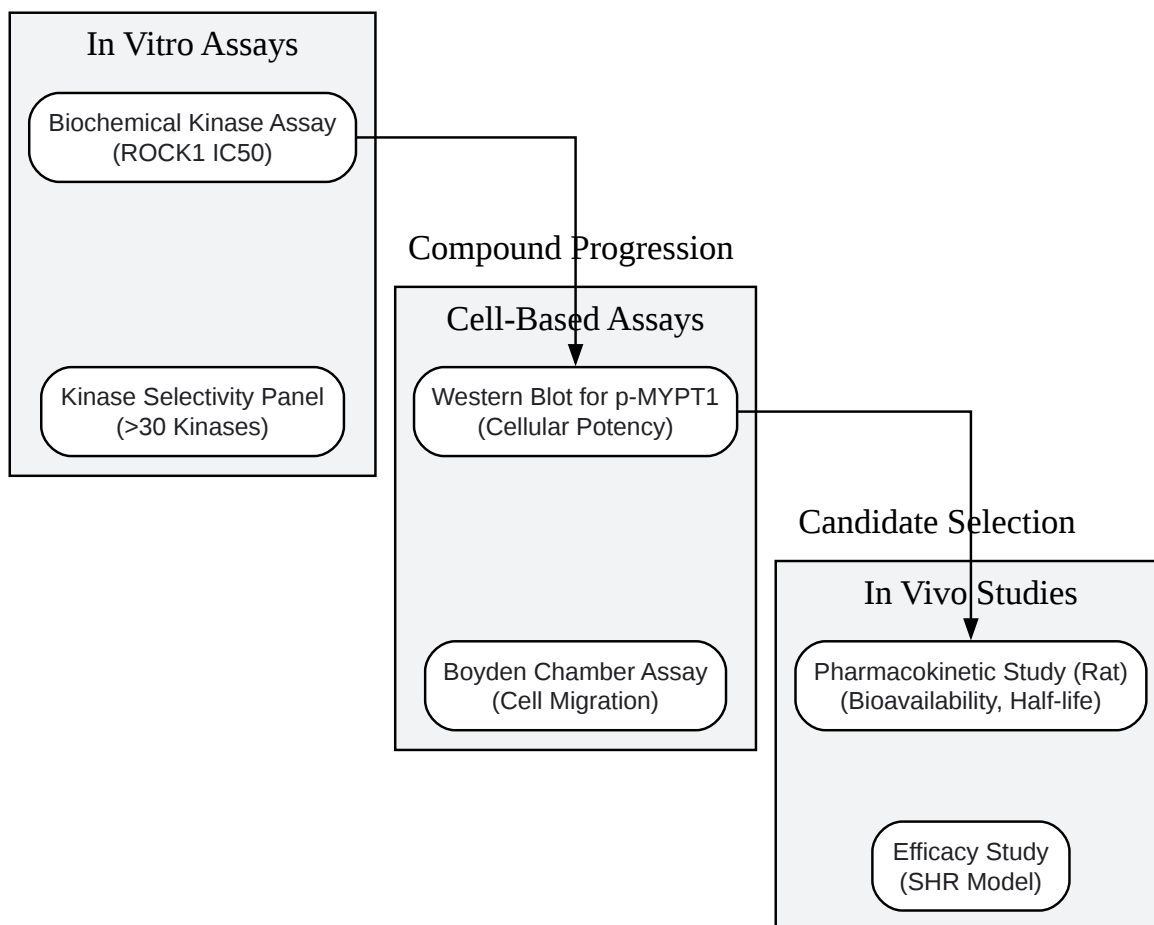 In Vitro Assays
Biochemical Kinase Assay
(ROCK1 IC50)
Kinase Selectivity Panel
(>30 Kinases)
Compound Progression
Cell-Based Assays
Western Blot for p-MYPT1
(Cellular Potency)
Boyden Chamber Assay
(Cell Migration)
Candidate Selection
In Vivo Studies
Pharmacokinetic Study (Rat)
(Bioavailability, Half-life)
Efficacy Study
(SHR Model)